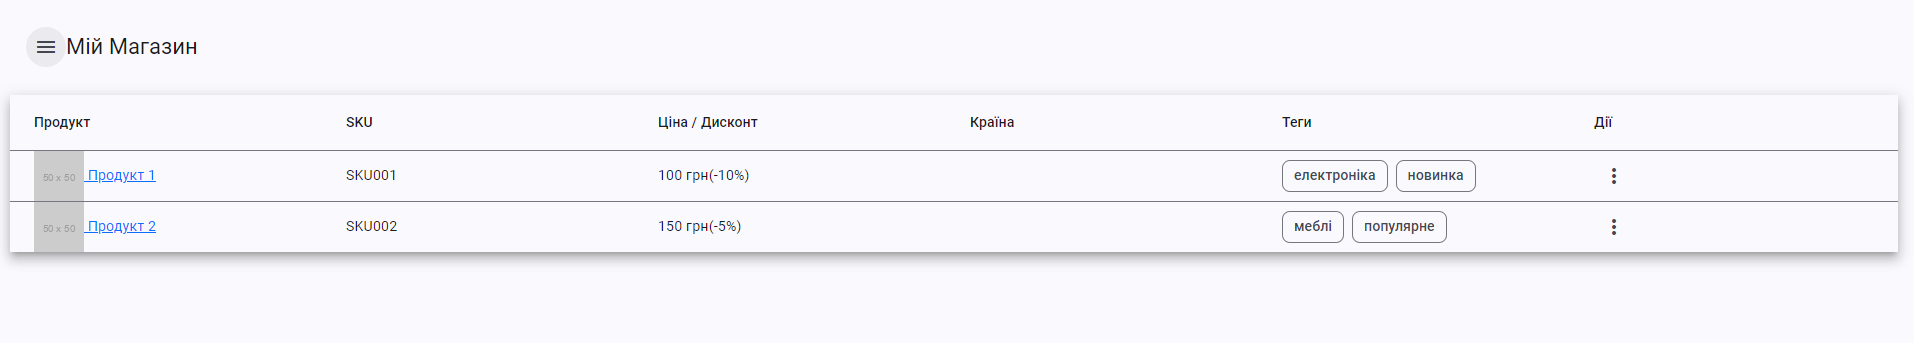 Мій Магазин
Продукт SKU Ціна / Дисконт Країна Теги Дії
50 x 50 Продукт 1 SKU001 100 грн(-10%) електроніка новинка
50 x 50 Продукт 2 SKU002 150 грн(-5%) меблі популярне